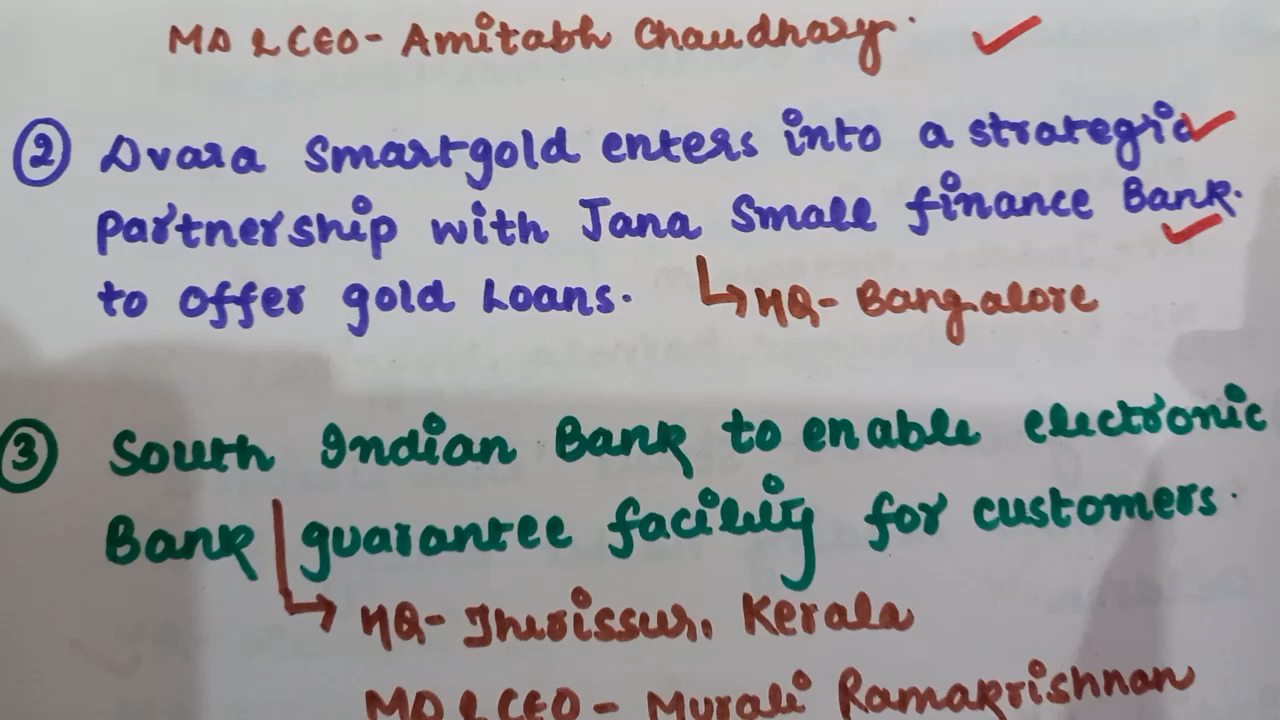 MD & CEO- Amitabh Chaudhary.
② Dvara Smartgold enters into a strategic
partnership with Jana Small finance Bank.
to offer gold Loans.
↳ HQ- Bangalore
③ South Indian Bank to enable electronic
Bank guarantee facility for customers.
→ HQ- Thrissur, Kerala
MD & CEO - Murali Ramakrishnan